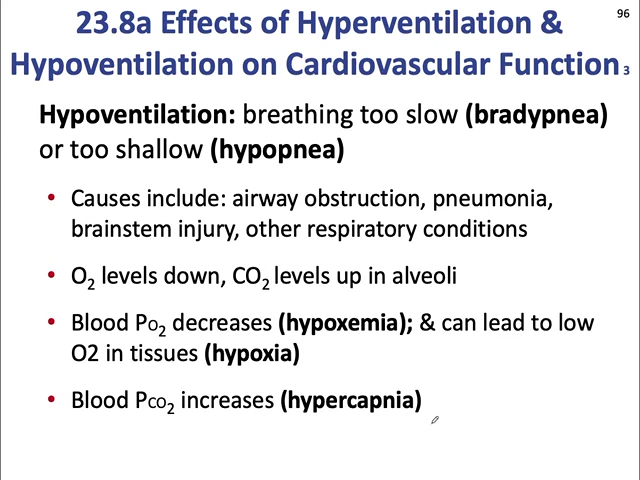 96
23.8a Effects of Hyperventilation &
Hypoventilation on Cardiovascular Function 3
Hypoventilation: breathing too slow (bradypnea)
or too shallow (hypopnea)
• Causes include: airway obstruction, pneumonia,
brainstem injury, other respiratory conditions
• O₂ levels down, CO₂ levels up in alveoli
• Blood PO₂ decreases (hypoxemia); & can lead to low
O2 in tissues (hypoxia)
• Blood PCO₂ increases (hypercapnia)